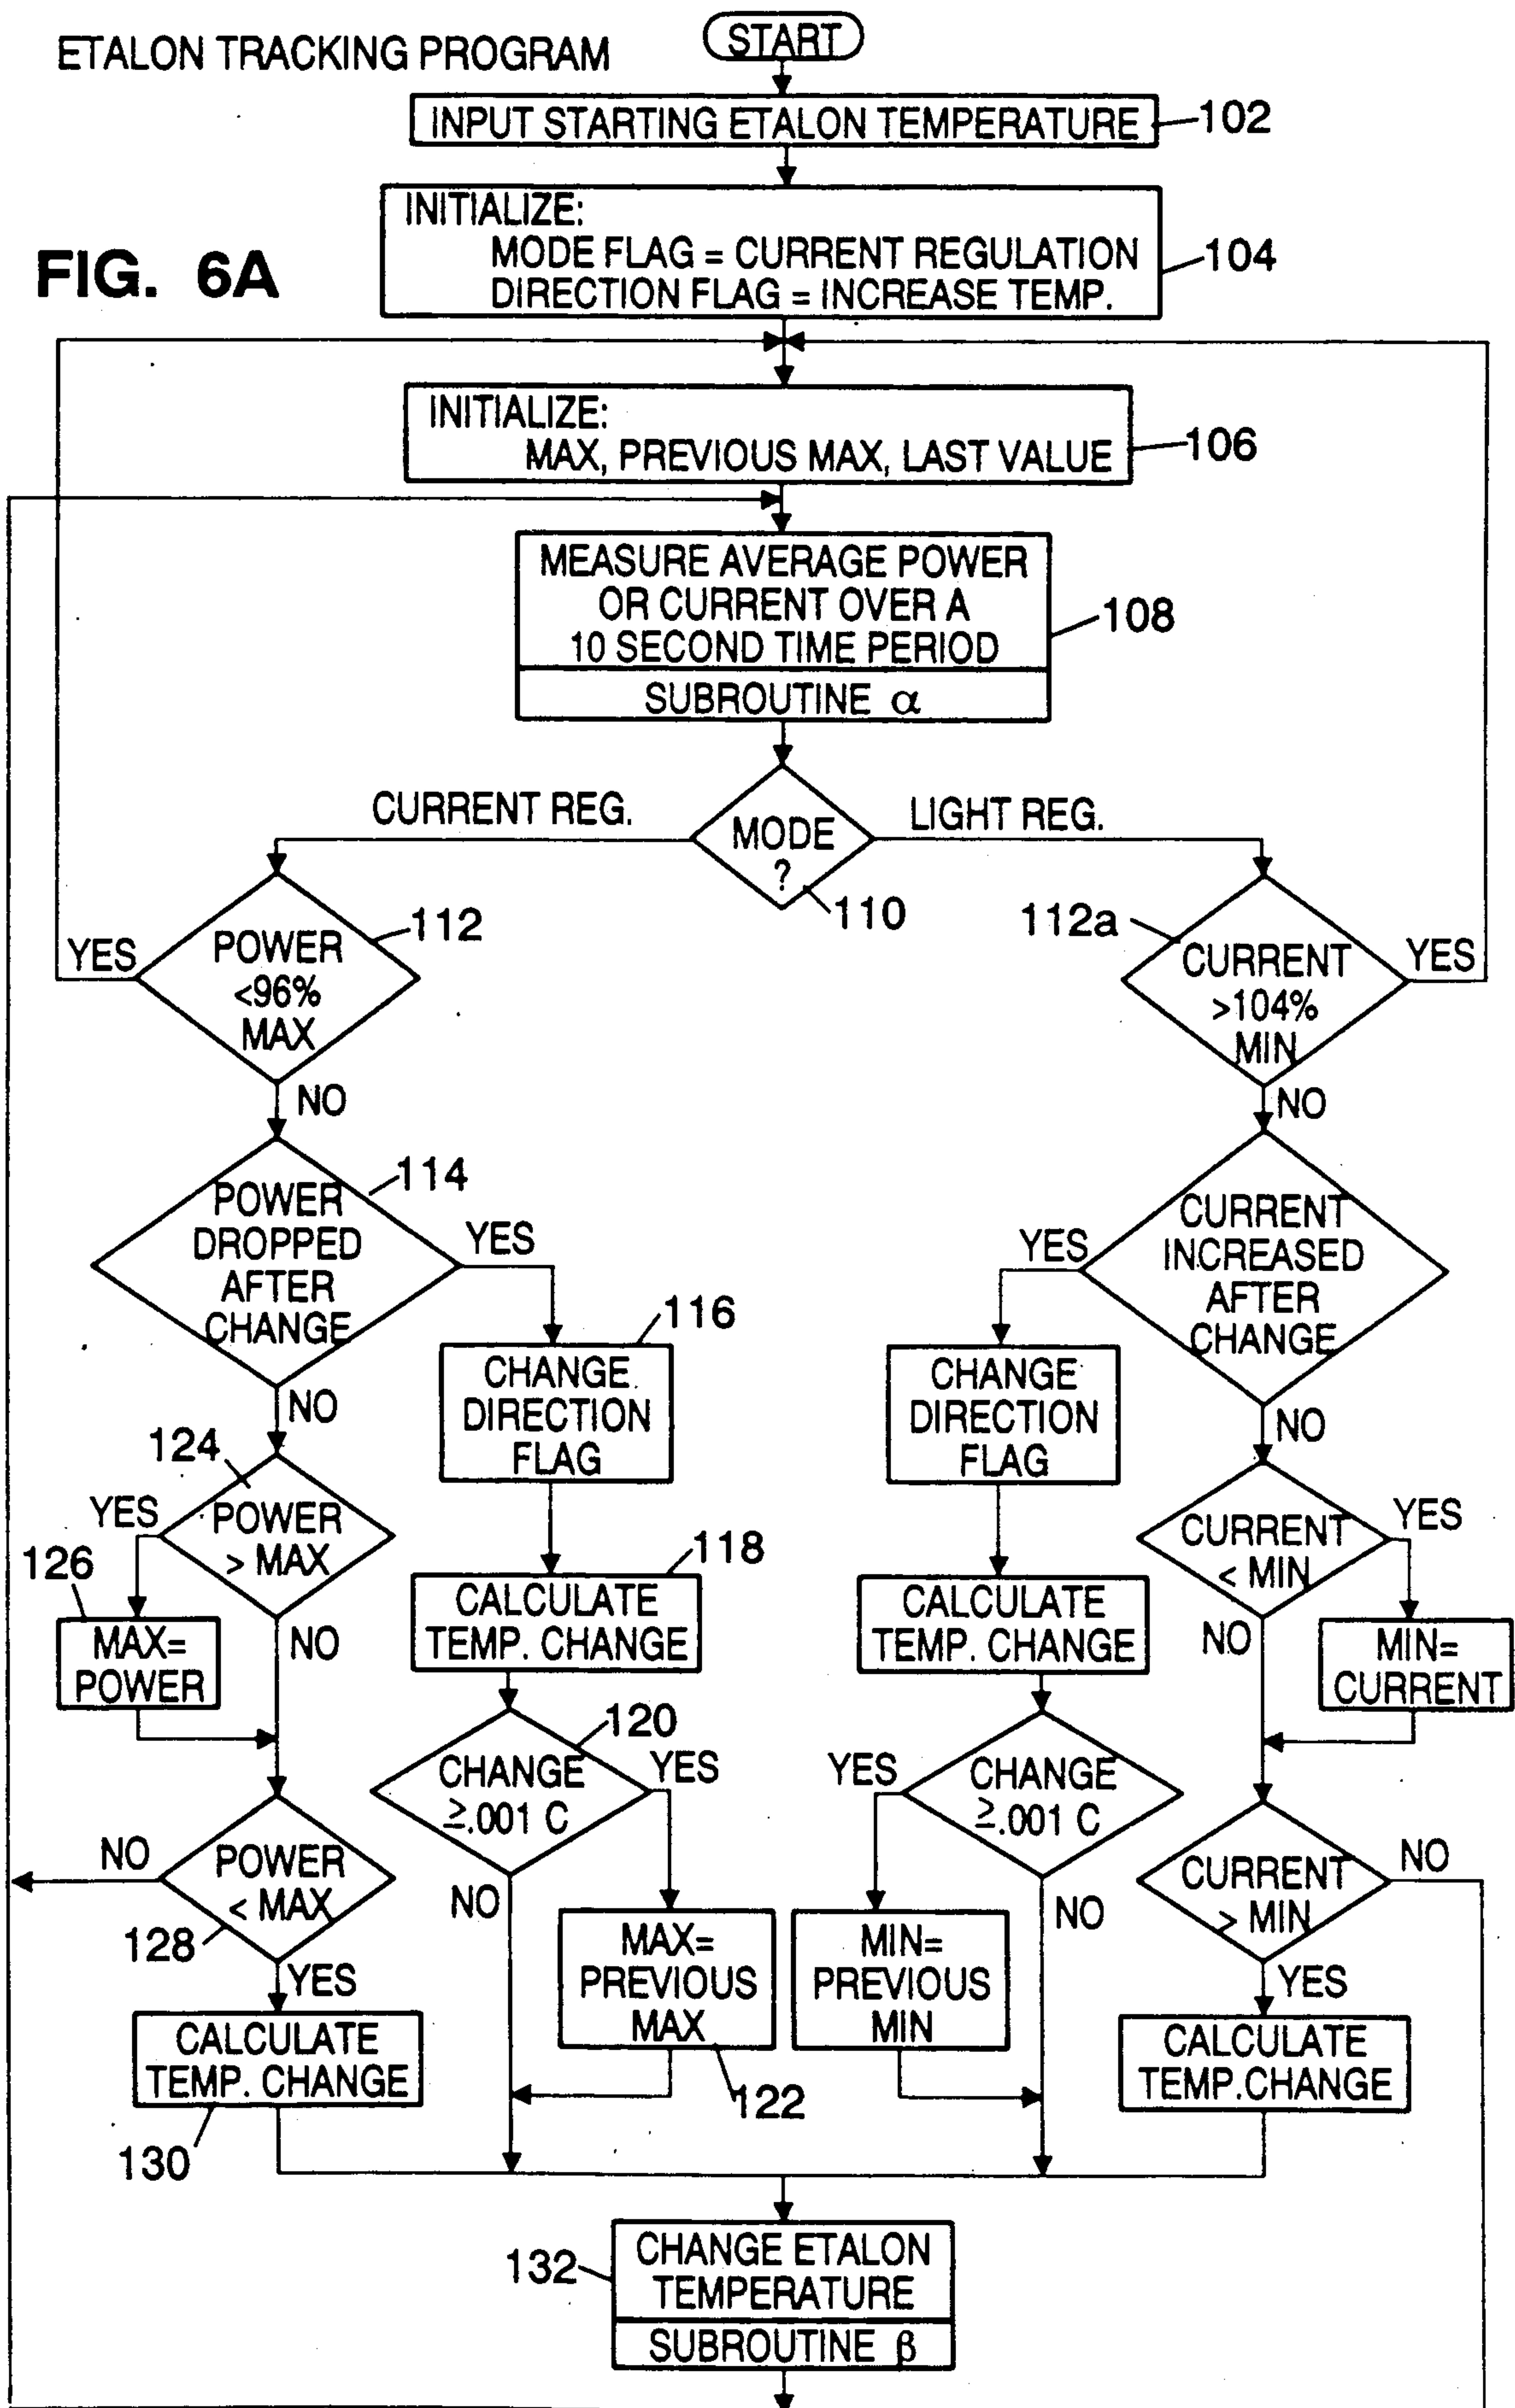 ETALON TRACKING PROGRAM
START
INPUT STARTING ETALON TEMPERATURE
102
INITIALIZE:
MODE FLAG = CURRENT REGULATION
DIRECTION FLAG = INCREASE TEMP.
104
FIG. 6A
INITIALIZE:
MAX, PREVIOUS MAX, LAST VALUE
106
MEASURE AVERAGE POWER
OR CURRENT OVER A
10 SECOND TIME PERIOD
SUBROUTINE α
108
CURRENT REG.
MODE
?
LIGHT REG.
110
YES
POWER
<96%
MAX
112
NO
112a
CURRENT
>104%
MIN
YES
NO
POWER
DROPPED
AFTER
CHANGE
114
YES
NO
CURRENT
INCREASED
AFTER
CHANGE
YES
NO
116
CHANGE
DIRECTION
FLAG
CHANGE
DIRECTION
FLAG
124
YES
POWER
> MAX
NO
126
MAX=
POWER
118
CALCULATE
TEMP. CHANGE
CALCULATE
TEMP. CHANGE
CURRENT
< MIN
YES
NO
MIN=
CURRENT
120
CHANGE
≥.001 C
YES
NO
YES
CHANGE
≥.001 C
NO
NO
POWER
< MAX
128
YES
MAX=
PREVIOUS
MAX
122
MIN=
PREVIOUS
MIN
CURRENT
> MIN
NO
YES
CALCULATE
TEMP. CHANGE
130
CALCULATE
TEMP.CHANGE
132
CHANGE ETALON
TEMPERATURE
SUBROUTINE β